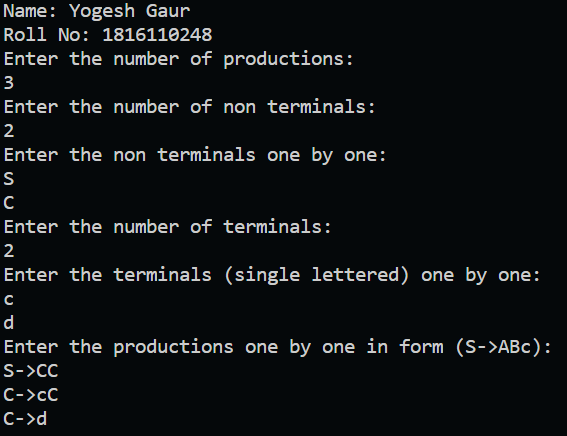 Name: Yogesh Gaur
Roll No: 1816110248
Enter the number of productions:
3
Enter the number of non terminals:
2
Enter the non terminals one by one:
S
C
Enter the number of terminals:
2
Enter the terminals (single lettered) one by one:
c
d
Enter the productions one by one in form (S->ABc):
S->CC
C->cC
C->d